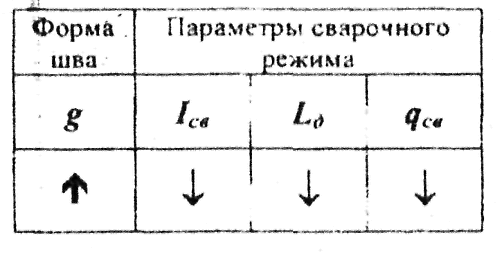 Форма
шва
Параметры сварочного
режима
g
Iсв
Lд
qсв
↑
↓
↓
↓